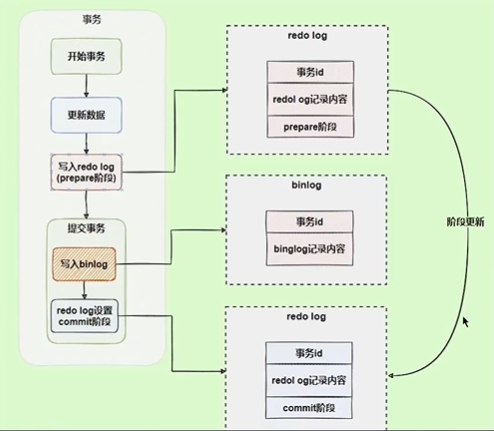 事务
开始事务
更新数据
写入redo log
(prepare阶段)
提交事务
写入binlog
redo log设置
commit阶段
redo log
事务id
redol og记录内容
prepare阶段
binlog
事务id
binglog记录内容
redo log
事务id
redol og记录内容
commit阶段
阶段更新